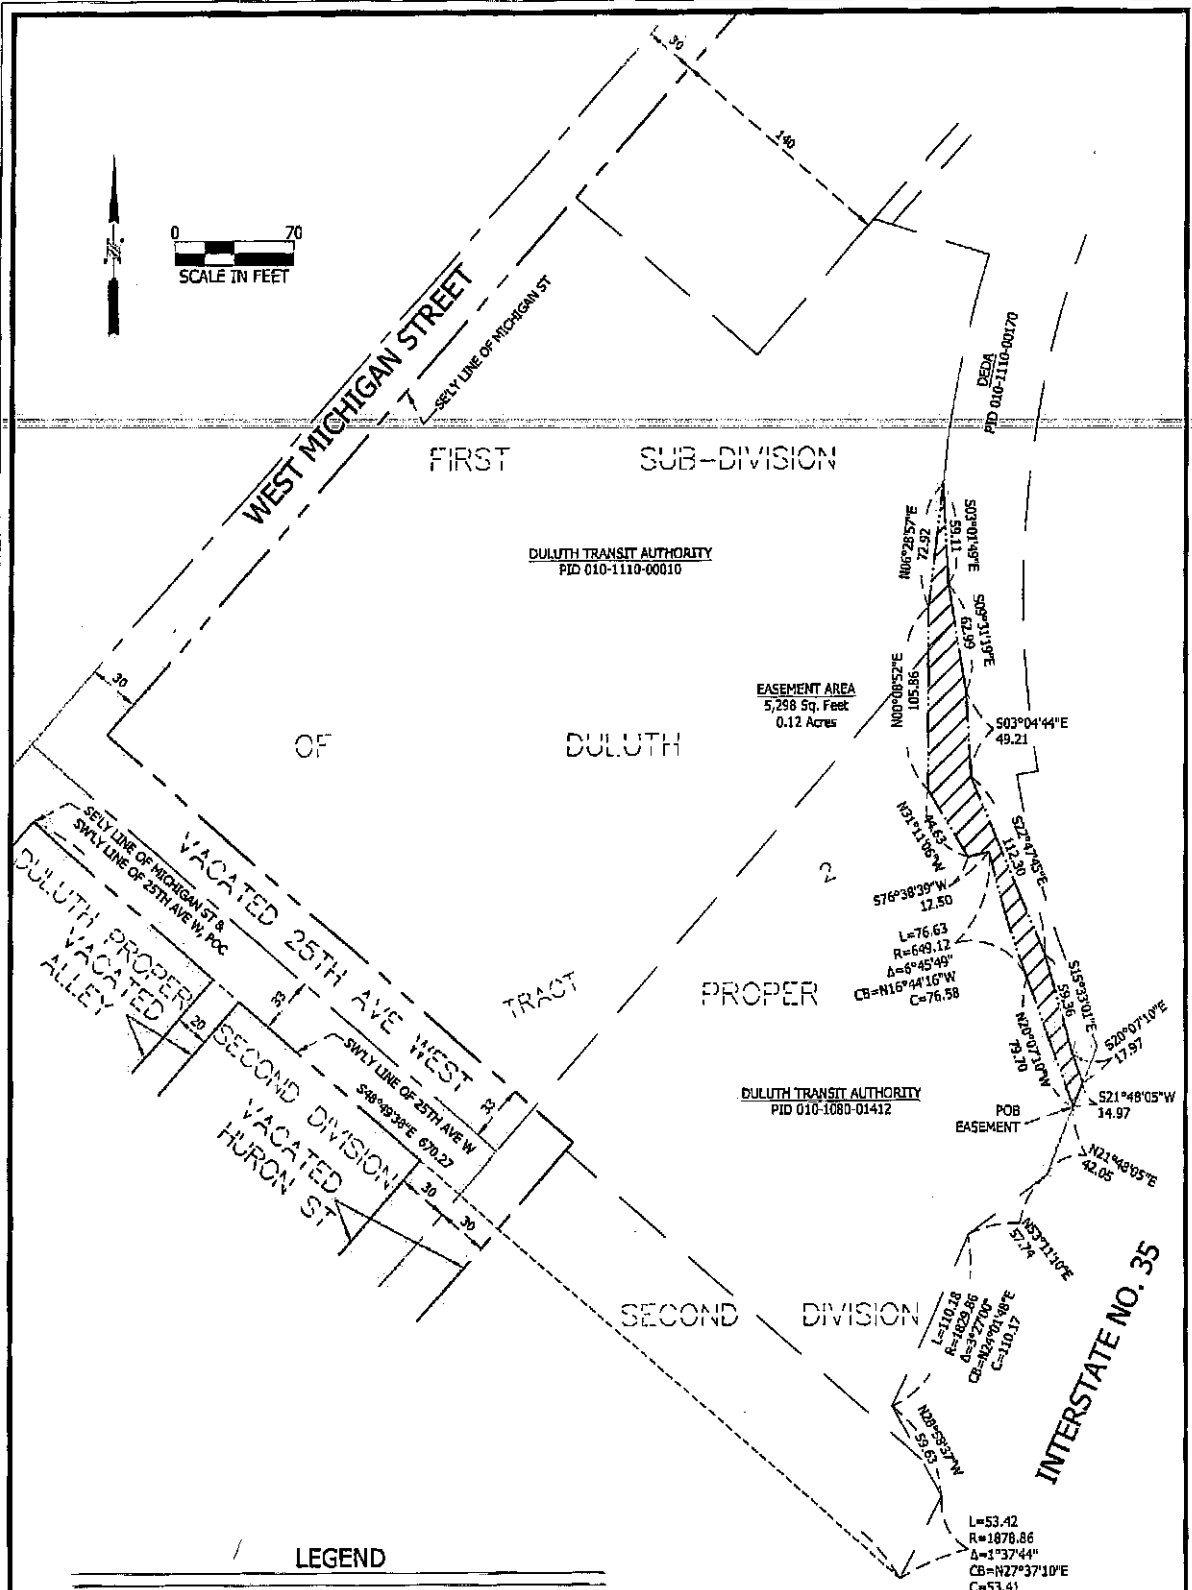 30
140
N.
0 70
SCALE IN FEET
WEST MICHIGAN STREET
SE'LY LINE OF MICHIGAN ST
DEDA
PID 010-1110-00170
FIRST SUB-DIVISION
DULUTH TRANSIT AUTHORITY
PID 010-1110-00010
N06°28'57"E
72.92
S03°01'49"E
59.11
S09°31'19"E
62.99
N00°08'52"E
105.86
EASEMENT AREA
5,298 Sq. Feet
0.12 Acres
S03°04'44"E
49.21
30
OF DULUTH
SE'LY LINE OF MICHIGAN ST &
SW'LY LINE OF 25TH AVE W, POC
VACATED 25TH AVE WEST
DULUTH PROPER
VACATED
ALLEY
20
33
N31°11'06"W
44.63
S22°47'45"E
112.30
2
S76°38'39"W
12.50
L=76.63
R=649.12
Δ=6°45'49"
CB=N16°44'16"W
C=76.58
TRACT PROPER
S15°33'01"E
59.36
S20°07'10"E
17.97
N20°07'10"W
79.70
SECOND DIVISION
SW'LY LINE OF 25TH AVE W
S48°49'38"E 670.27
33
VACATED
HURON ST
30
30
DULUTH TRANSIT AUTHORITY
PID 010-1080-01412
POB
EASEMENT
S21°48'05"W
14.97
N21°48'05"E
42.05
N53°11'10"E
57.74
SECOND DIVISION
L=110.18
R=1829.86
Δ=3°27'00"
CB=N24°01'48"E
C=110.17
INTERSTATE NO. 35
N28°58'37"W
59.63
L=53.42
R=1878.86
Δ=1°37'44"
CB=N27°37'10"E
C=53.41
LEGEND